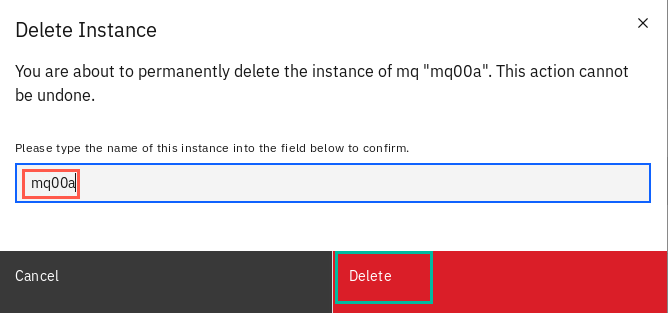 Delete Instance
You are about to permanently delete the instance of mq "mq00a". This action cannot
be undone.
Please type the name of this instance into the field below to confirm.
mq00a
Cancel
Delete